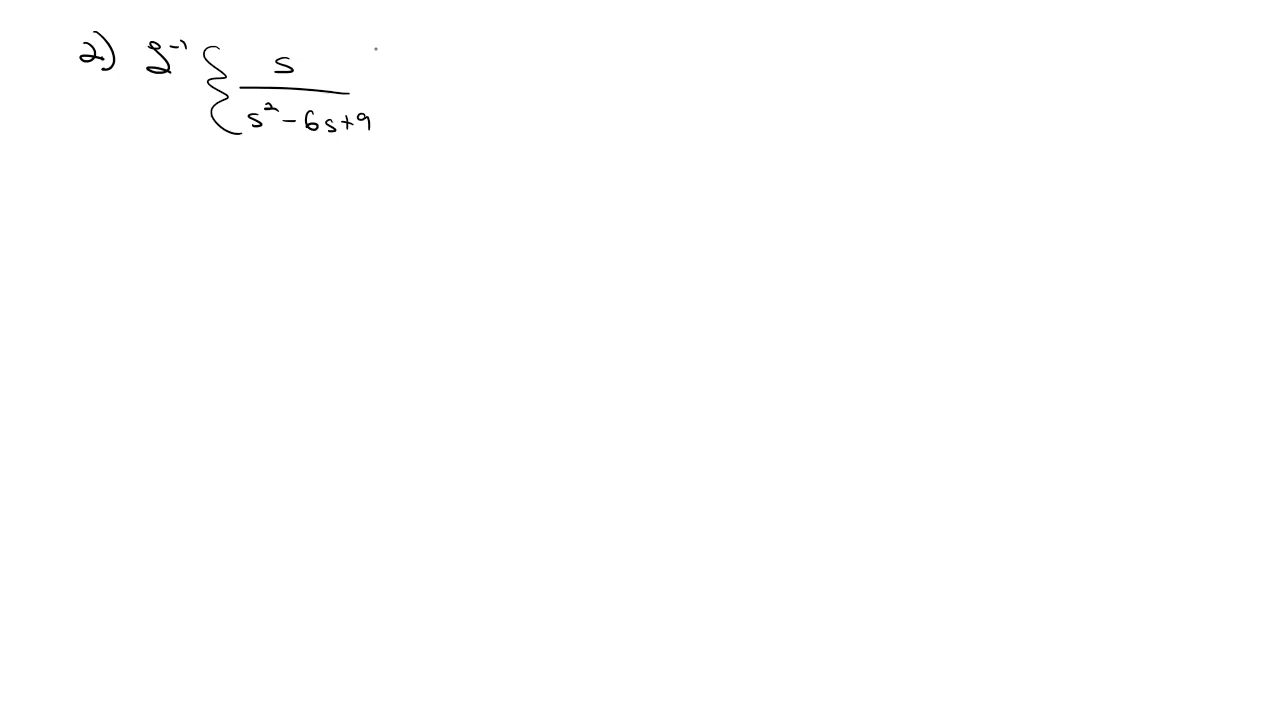 2) ℒ⁻¹ { s / (s² - 6s + 9)